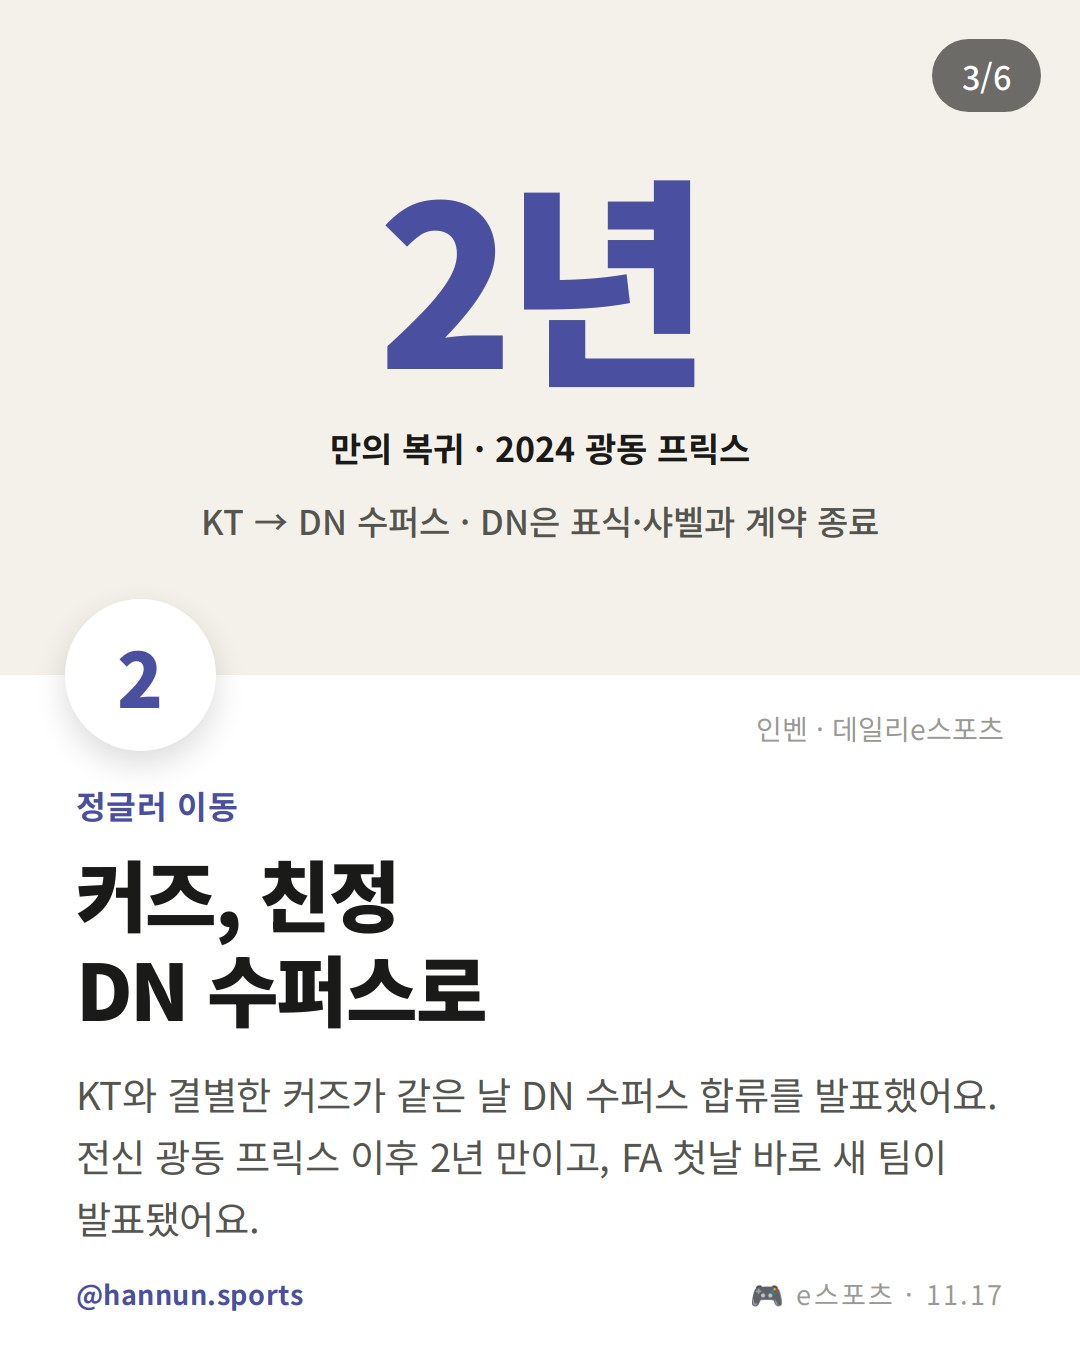 3/6
2년
만의 복귀 · 2024 광동 프릭스
KT → DN 수퍼스 · DN은 표식·샤벨과 계약 종료
2
인벤 · 데일리e스포츠
정글러 이동
커즈, 친정
DN 수퍼스로
KT와 결별한 커즈가 같은 날 DN 수퍼스 합류를 발표했어요.
전신 광동 프릭스 이후 2년 만이고, FA 첫날 바로 새 팀이
발표됐어요.
@hannun.sports
🎮 e스포츠 · 11.17